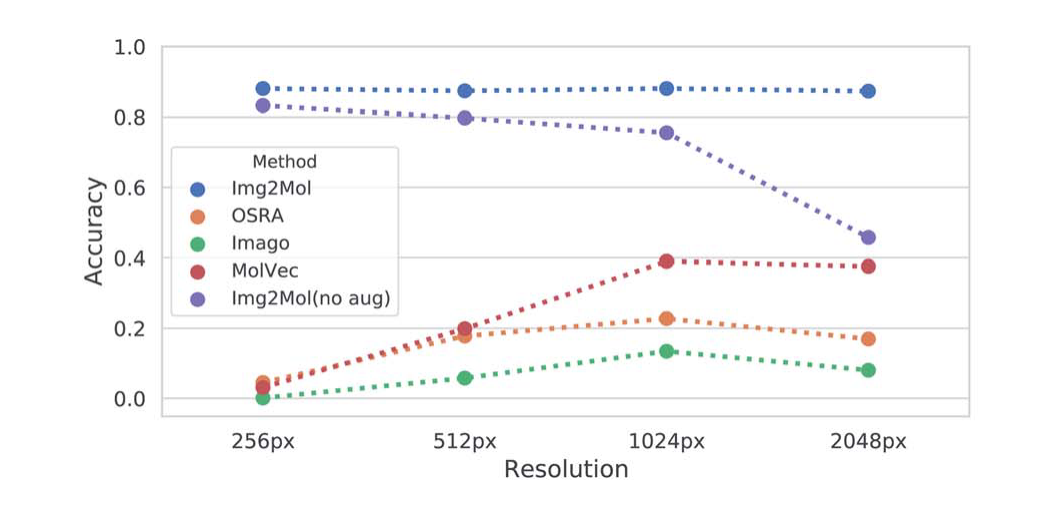 1.0
0.8
0.6
0.4
0.2
0.0
Accuracy
Method
Img2Mol
OSRA
Imago
MolVec
Img2Mol(no aug)
256px 512px 1024px 2048px
Resolution